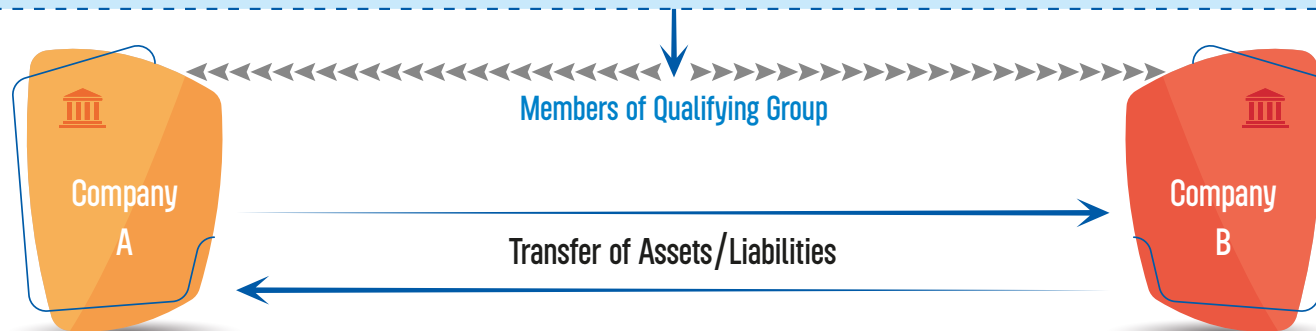 Members of Qualifying Group
Company
A
Company
B
Transfer of Assets/Liabilities